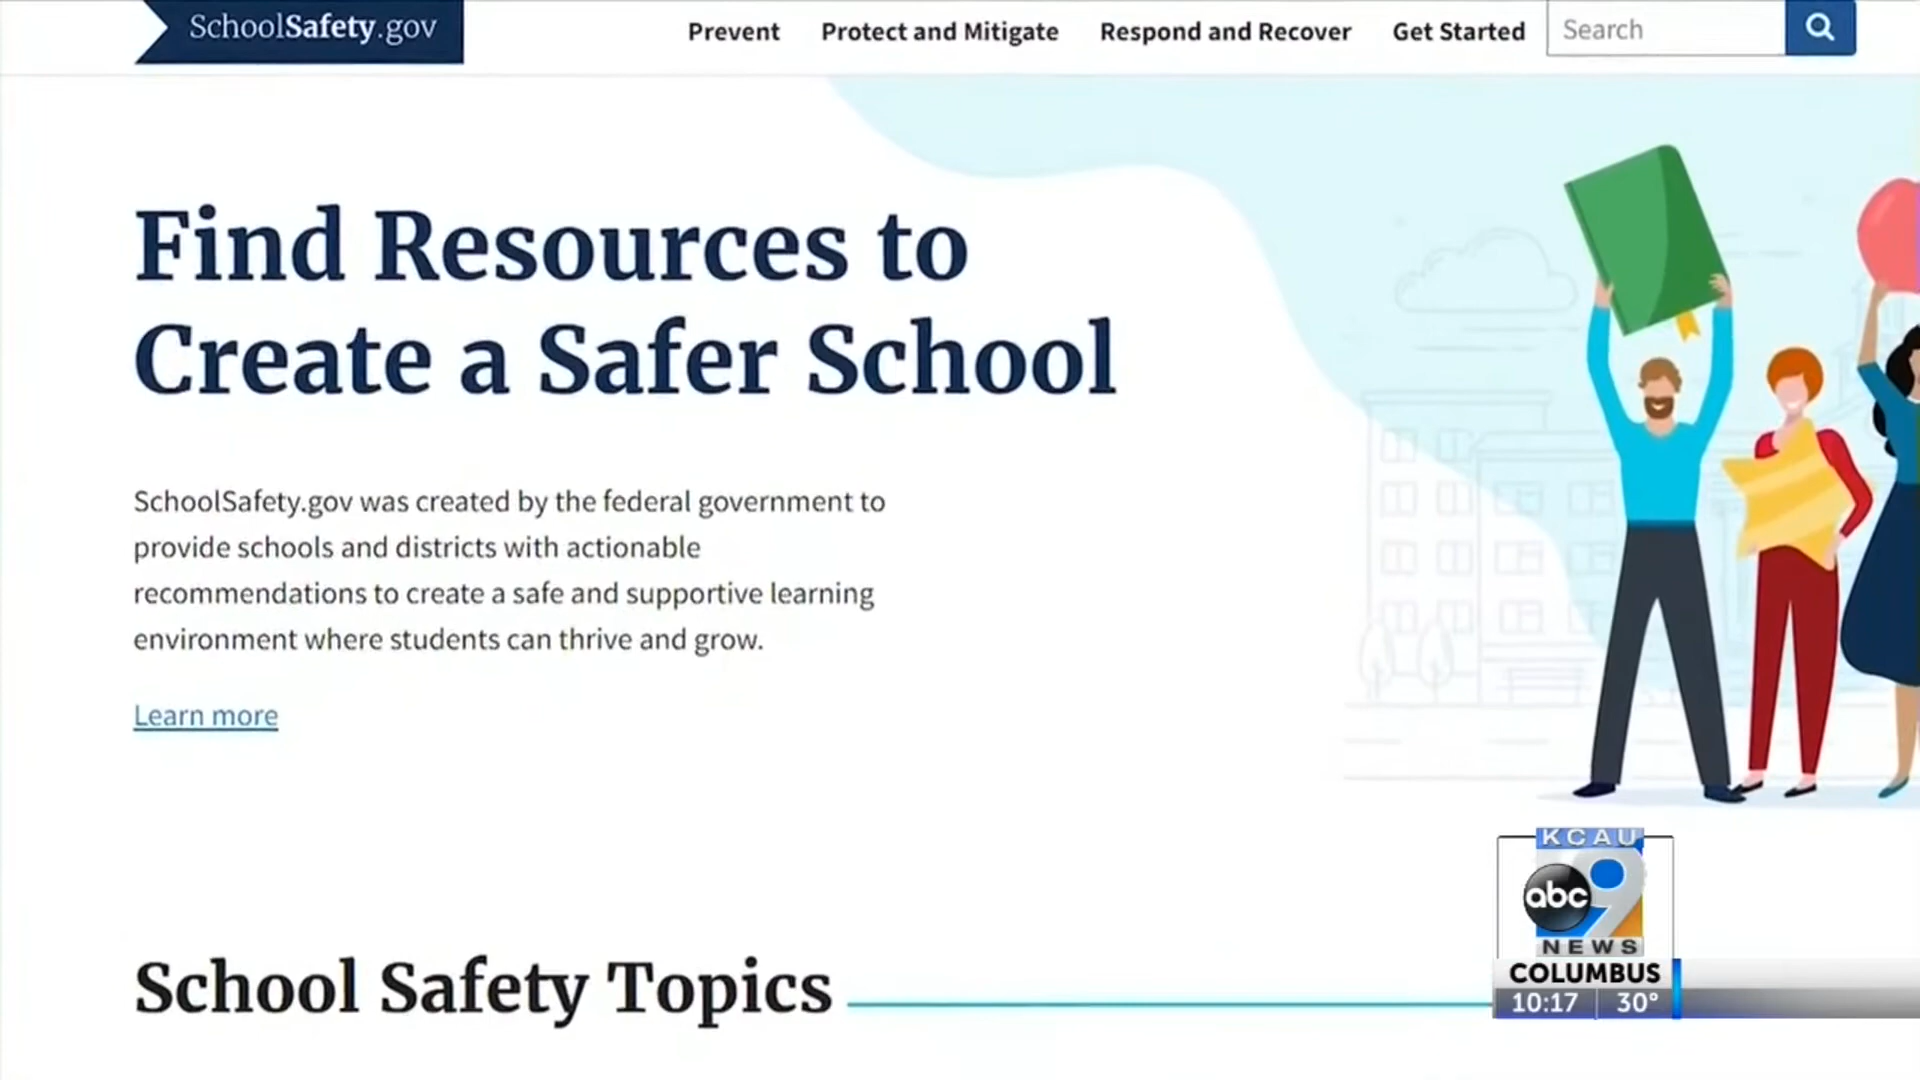 SchoolSafety.gov
Prevent Protect and Mitigate Respond and Recover Get Started Search
Find Resources to
Create a Safer School
SchoolSafety.gov was created by the federal government to
provide schools and districts with actionable
recommendations to create a safe and supportive learning
environment where students can thrive and grow.
Learn more
School Safety Topics
KCAU
abc 9
NEWS
COLUMBUS
10:17 30°